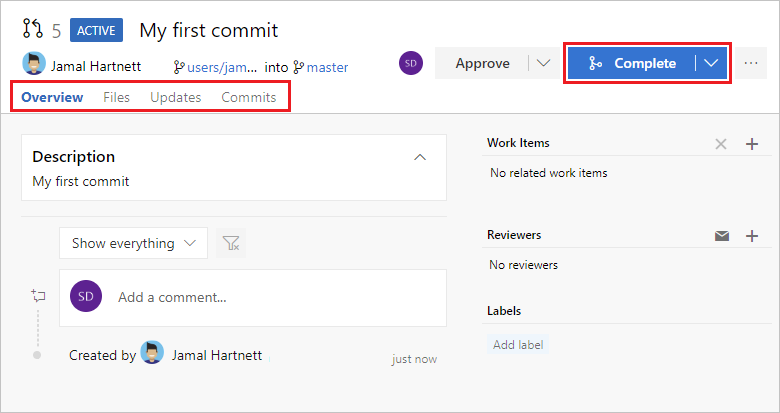 5 ACTIVE My first commit
Jamal Hartnett users/jam... into master SD Approve Complete ...
Overview Files Updates Commits
Description
My first commit
Work Items
No related work items
Show everything
Reviewers
No reviewers
SD Add a comment...
Labels
Add label
Created by Jamal Hartnett just now